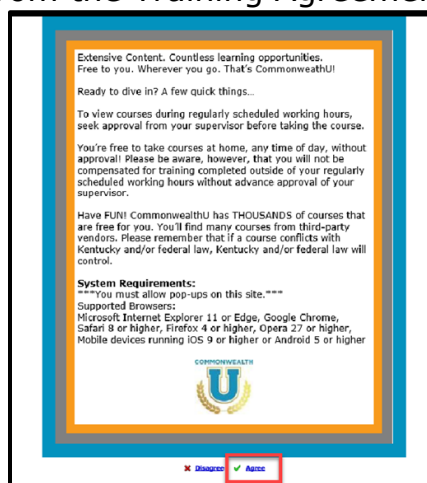 om the Training Agreeme
Extensive Content. Countless learning opportunities.
Free to you. Wherever you go. That's CommonwealthU!
Ready to dive in? A few quick things...
To view courses during regularly scheduled working hours,
seek approval from your supervisor before taking the course.
You're free to take courses at home, any time of day, without
approval! Please be aware, however, that you will not be
compensated for training completed outside of your regularly
scheduled working hours without advance approval of your
supervisor.
Have FUN! CommonwealthU has THOUSANDS of courses that
are free for you. You'll find many courses from third-party
vendors. Please remember that if a course conflicts with
Kentucky and/or federal law, Kentucky and/or federal law will
control.
System Requirements:
***You must allow pop-ups on this site.***
Supported Browsers:
Microsoft Internet Explorer 11 or Edge, Google Chrome,
Safari 8 or higher, Firefox 4 or higher, Opera 27 or higher,
Mobile devices running iOS 9 or higher or Android 5 or higher
COMMONWEALTH
U
Disagree Agree